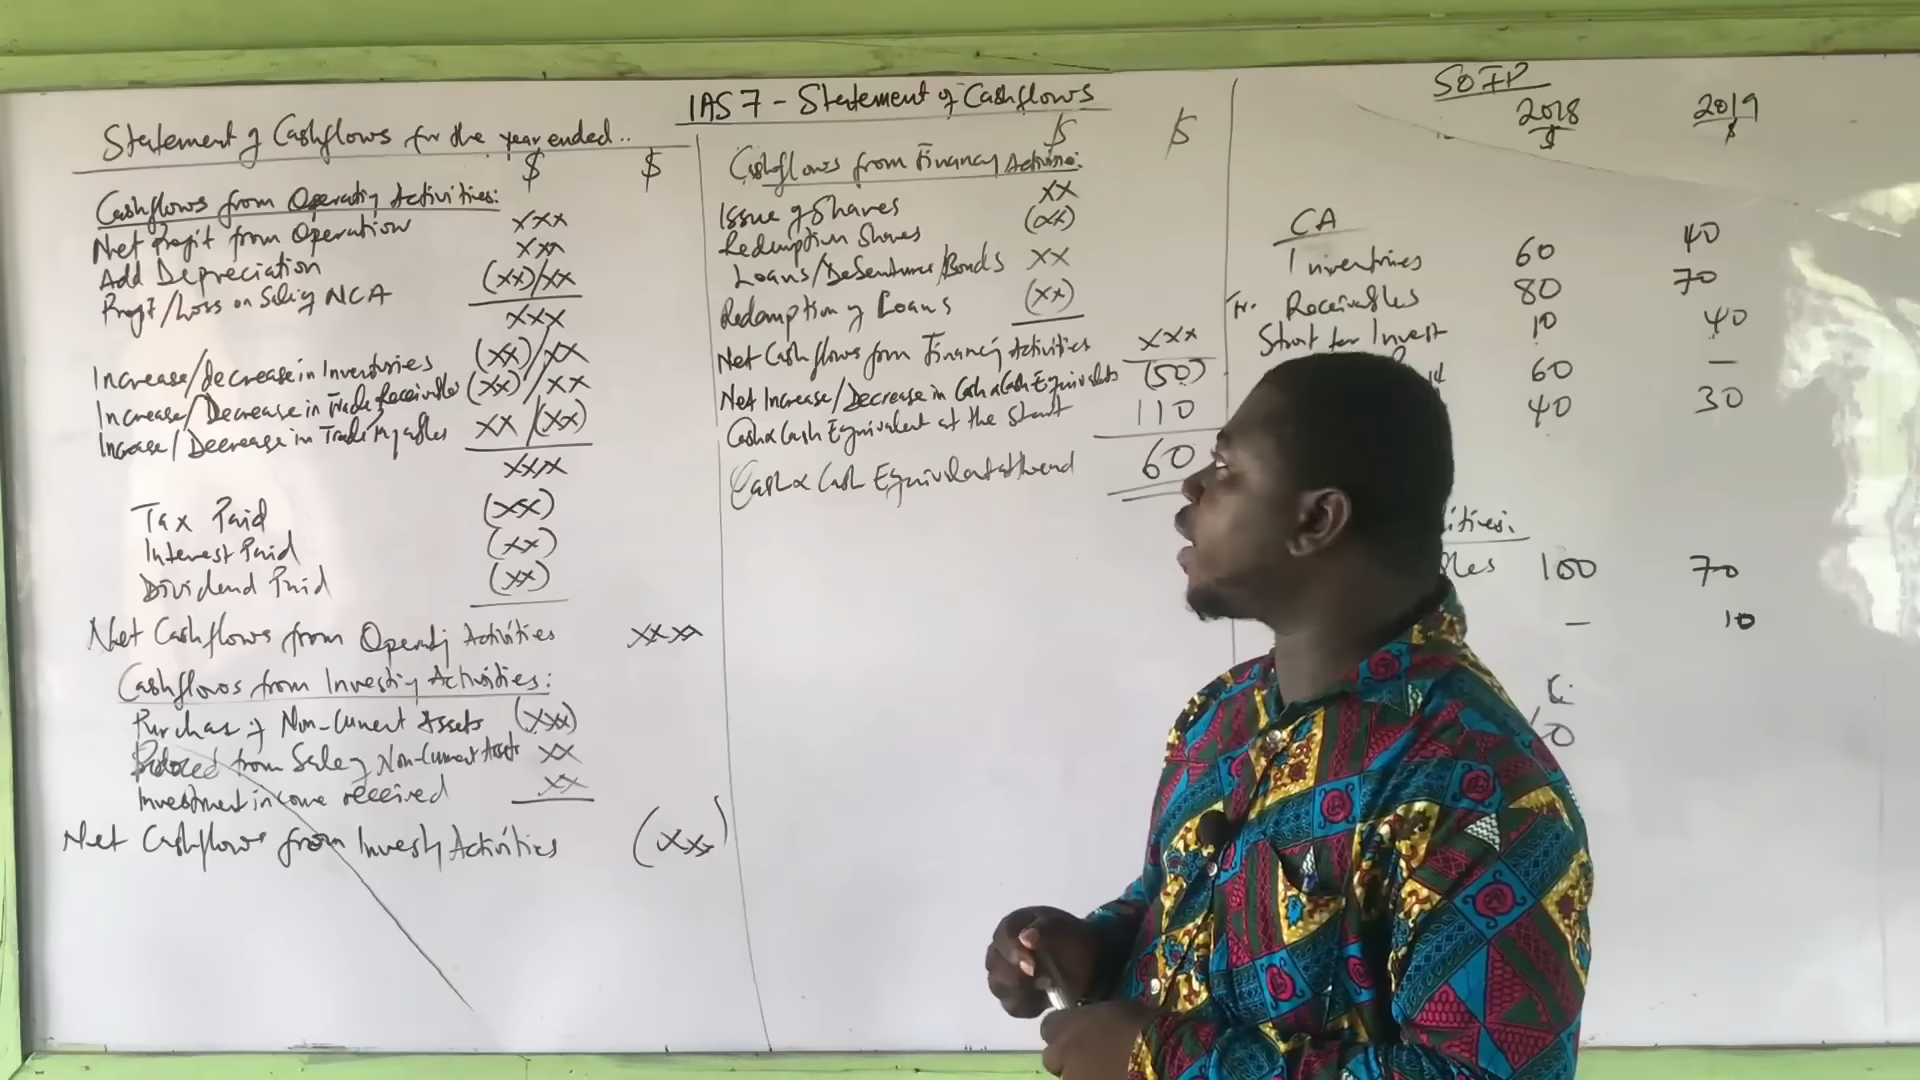 IAS 7 - Statement of Cashflows
Statement of Cashflows for the year ended..
$ $
Cashflows from Operating Activities:
Net Profit from Operation xxx
Add Depreciation xxx
Profit/Loss on Sale of NCA (xx)/xx
xxx
Increase/decrease in Inventories (xx)/xx
Increase/Decrease in Trade Receivables (xx)/xx
Increase/Decrease in Trade Payables xx/(xx)
xxx
Tax Paid (xx)
Interest Paid (xx)
Dividend Paid (xx)
Net Cashflows from Operating Activities xxxx
Cashflows from Investing Activities:
Purchase of Non-Current Assets (xxx)
from Sale of Non-Current Assets xx
Investment income received xx
Net Cashflows from Investing Activities (xxx)
$ $
Cashflows from Financing Activities:
Issue of Shares xx
Redemption Shares (xx)
Loans/Debenture/Bonds xx
Redemption of Loans (xx)
Net Cashflows from Financing Activities xxx
Net Increase/Decrease in Cash & Cash Equivalents (50)
Cash & Cash Equivalent at the start 110
Cash & Cash Equivalent at the end 60
SOFP
2018 2019
$ $
CA
Inventories 60 40
Tr. Receivables 80 70
Short ter Invest 10 40
60 —
40 30
100 70
— 10